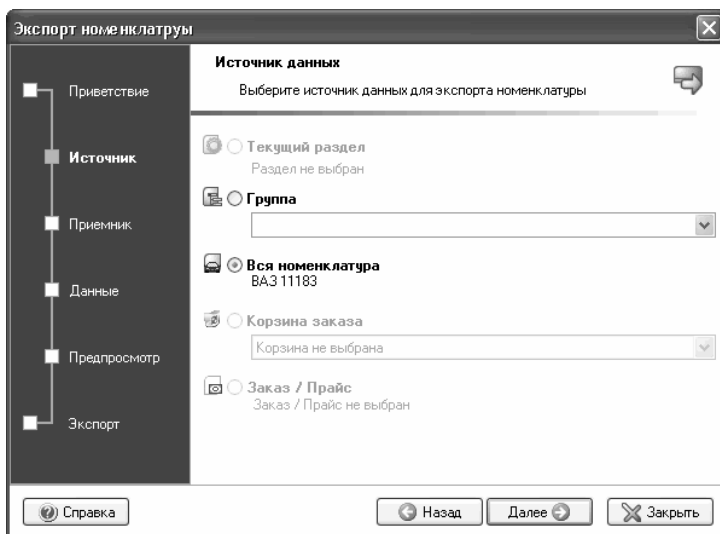 Экспорт номенклатруы
Приветствие
Источник
Приемник
Данные
Предпросмотр
Экспорт
Источник данных
Выберите источник данных для экспорта номенклатуры
Текущий раздел
Раздел не выбран
Группа
Вся номенклатура
ВАЗ 11183
Корзина заказа
Корзина не выбрана
Заказ / Прайс
Заказ / Прайс не выбран
Справка
Назад
Далее
Закрыть